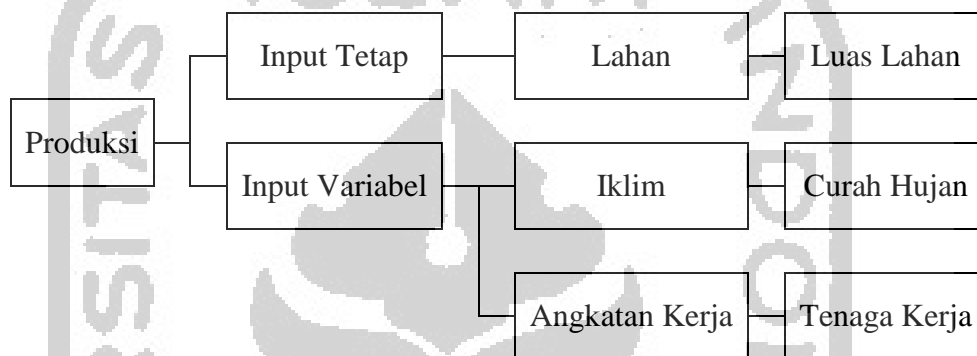 Input Tetap
Lahan
Luas Lahan
Produksi
Input Variabel
Iklim
Curah Hujan
Angkatan Kerja
Tenaga Kerja